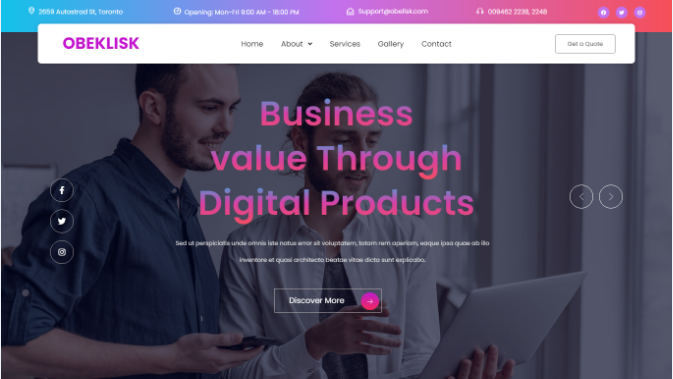 2659 Autostrad St, Toronto
Opening: Mon-Fri 9:00 AM - 18:00 PM
Support@obelisk.com
009462 2238, 2248
OBEKLISK
Home
About
Services
Gallery
Contact
Get a Quote
Business
value Through
Digital Products
Sed ut perspiciatis unde omnis iste natus error sit voluptatem, totam rem aperiam, eaque ipsa quae ab illo
inventore et quasi architecto beatae vitae dicta sunt explicabo.
Discover More